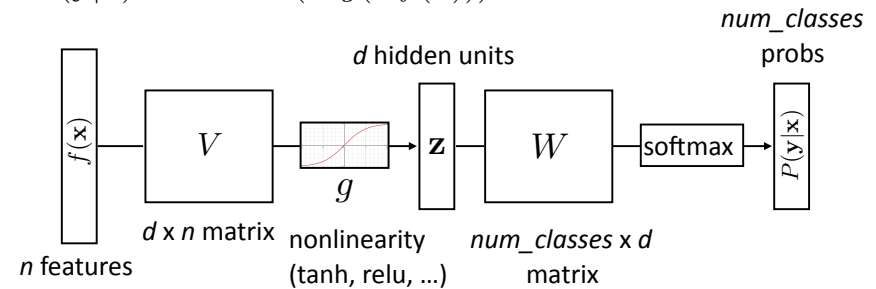 num_classes
probs
d hidden units
f(x)
V
g
z
W
softmax
P(y|x)
d x n matrix
nonlinearity
(tanh, relu, …)
num_classes x d
matrix
n features